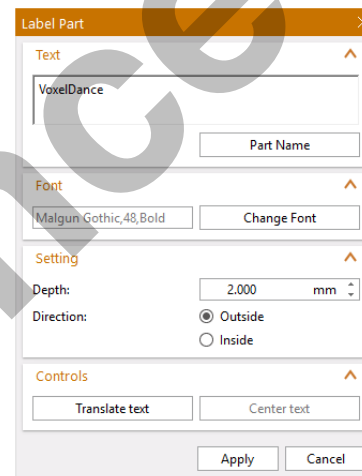 Label Part
Text
VoxelDance
Part Name
Font
Malgun Gothic,48,Bold
Change Font
Setting
Depth:
2.000 mm
Direction:
Outside
Inside
Controls
Translate text
Center text
Apply
Cancel